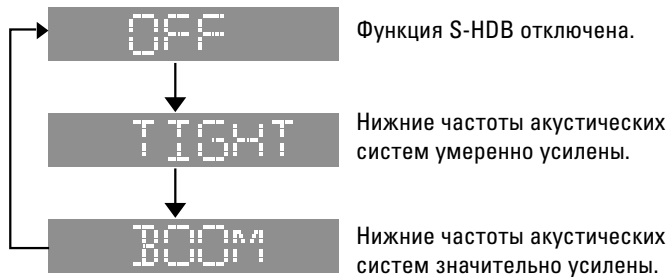 OFF
Функция S-HDB отключена.
TIGHT
Нижние частоты акустических
систем умеренно усилены.
BOOM
Нижние частоты акустических
систем значительно усилены.